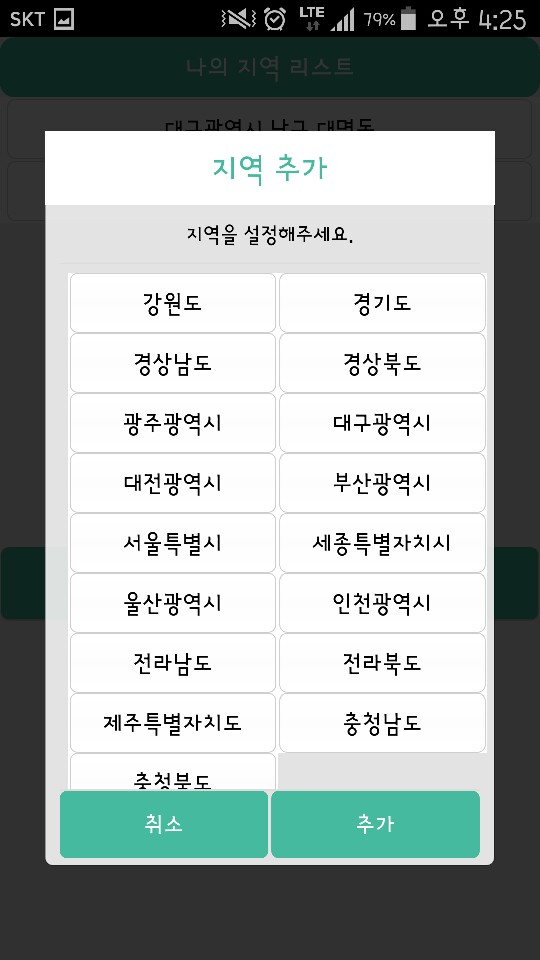 SKT LTE 79% 오후 4:25
나의 지역 리스트
대구광역시 남구 대명동
지역 추가
지역을 설정해주세요.
강원도 경기도
경상남도 경상북도
광주광역시 대구광역시
대전광역시 부산광역시
서울특별시 세종특별자치시
울산광역시 인천광역시
전라남도 전라북도
제주특별자치도 충청남도
충청북도
취소 추가